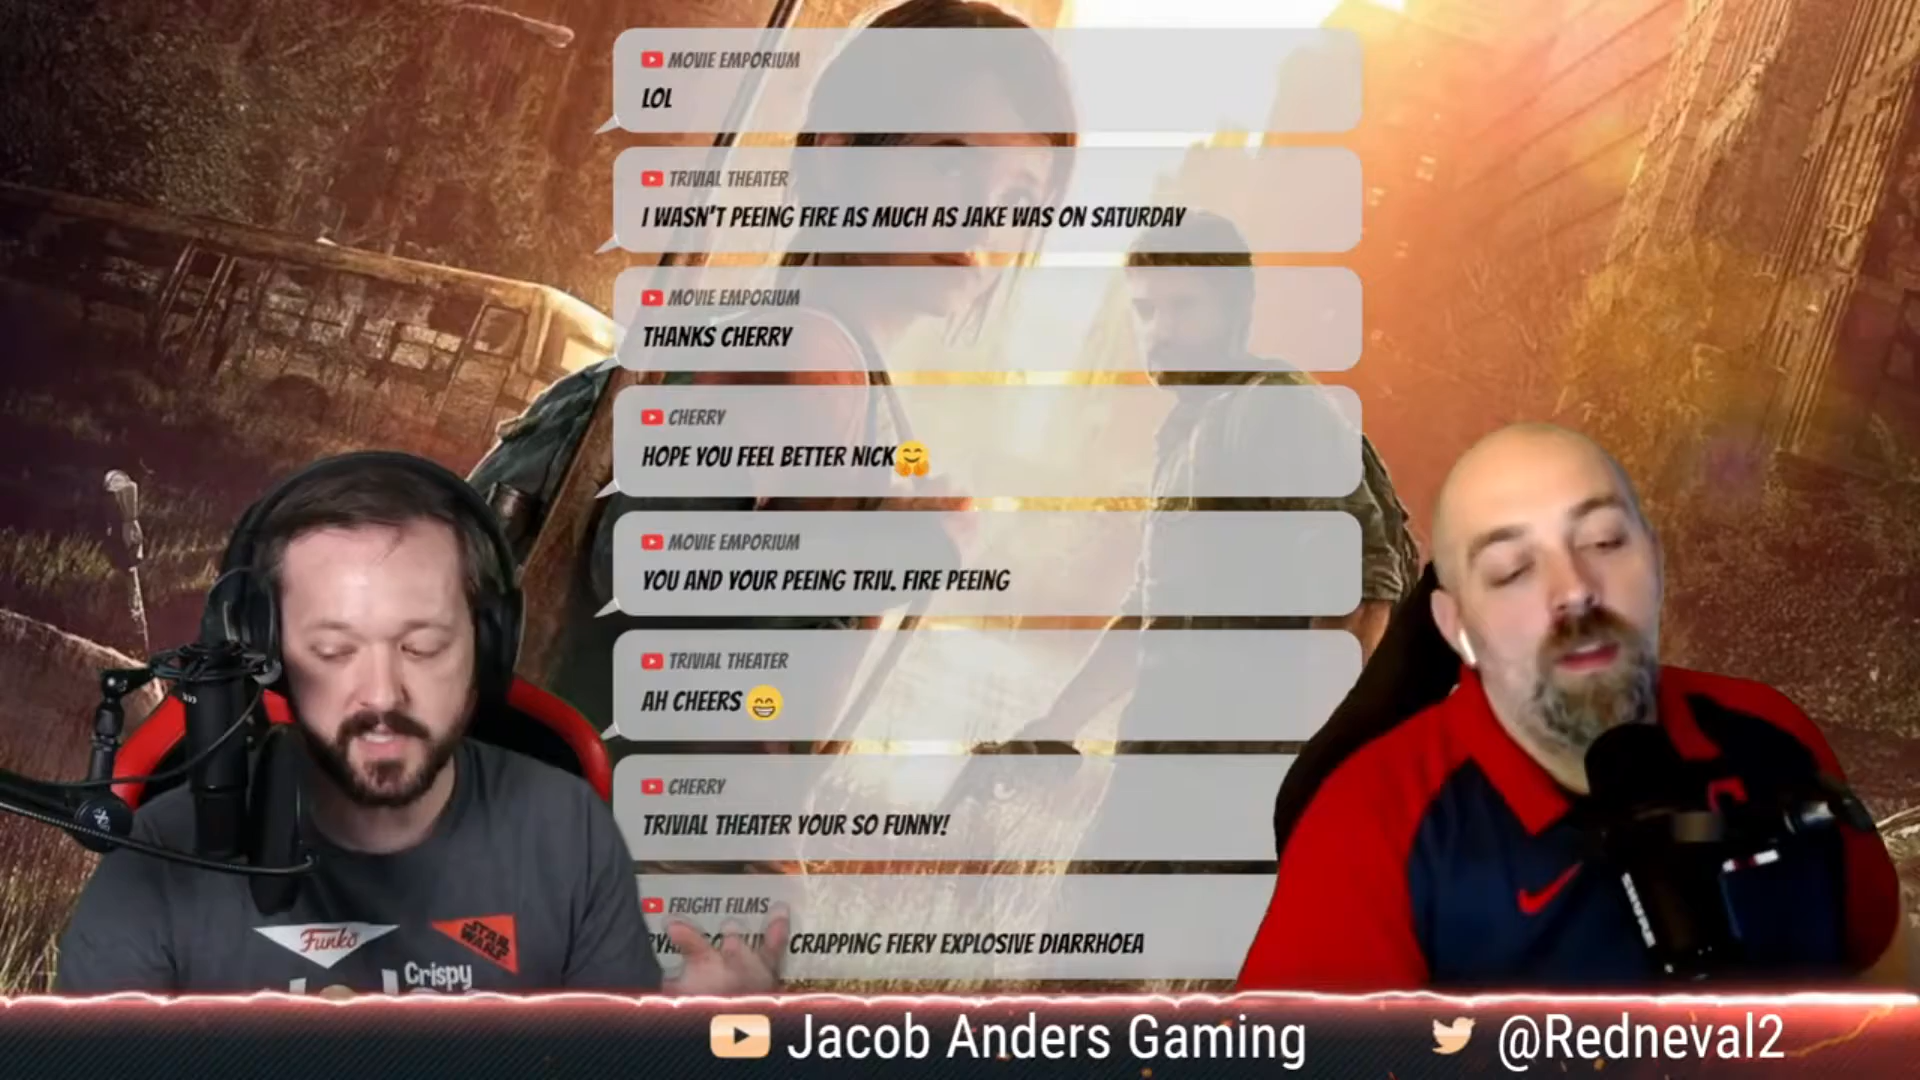 MOVIE EMPORIUM
LOL
TRIVIAL THEATER
I WASN'T PEEING FIRE AS MUCH AS JAKE WAS ON SATURDAY
MOVIE EMPORIUM
THANKS CHERRY
CHERRY
HOPE YOU FEEL BETTER NICK🤗
MOVIE EMPORIUM
YOU AND YOUR PEEING TRIV. FIRE PEEING
TRIVIAL THEATER
AH CHEERS 😁
CHERRY
TRIVIAL THEATER YOUR SO FUNNY!
FRIGHT FILMS
CRAPPING FIERY EXPLOSIVE DIARRHOEA
Funko
STAR WARS
Crispy
SHURE
Jacob Anders Gaming
@Redneval2